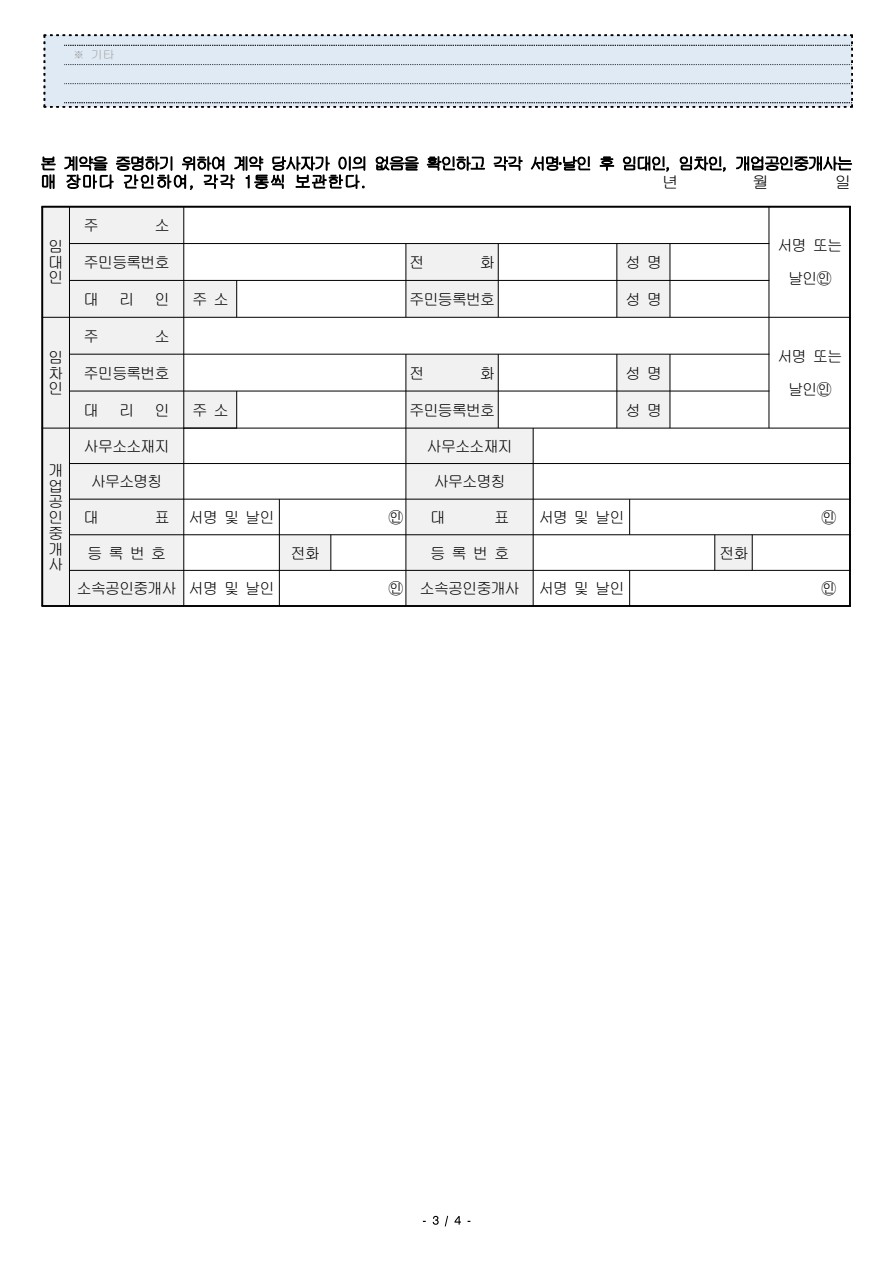 ※ 기타
본 계약을 증명하기 위하여 계약 당사자가 이의 없음을 확인하고 각각 서명·날인 후 임대인, 임차인, 개업공인중개사는
매 장마다 간인하여, 각각 1통씩 보관한다. 년 월 일
임대인
주 소
서명 또는
날인㊞
주민등록번호 전 화 성 명
대 리 인 주 소 주민등록번호 성 명
임차인
주 소
서명 또는
날인㊞
주민등록번호 전 화 성 명
대 리 인 주 소 주민등록번호 성 명
개업공인중개사
사무소소재지 사무소소재지
사무소명칭 사무소명칭
대 표 서명 및 날인 ㊞ 대 표 서명 및 날인 ㊞
등 록 번 호 전화 등 록 번 호 전화
소속공인중개사 서명 및 날인 ㊞ 소속공인중개사 서명 및 날인 ㊞
- 3 / 4 -